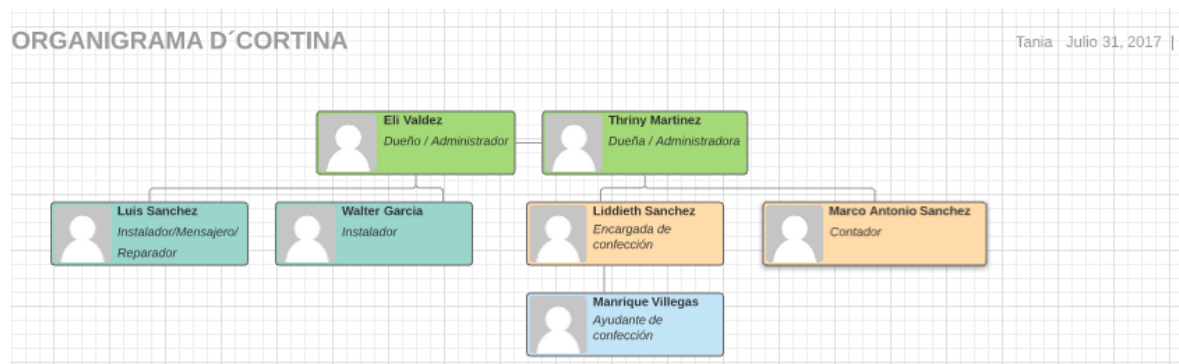 ORGANIGRAMA D´CORTINA
Tania Julio 31, 2017 |
Eli Valdez
Dueño / Administrador
Thriny Martinez
Dueña / Administradora
Luis Sanchez
Instalador/Mensajero/
Reparador
Walter Garcia
Instalador
Liddieth Sanchez
Encargada de
confección
Marco Antonio Sanchez
Contador
Manrique Villegas
Ayudante de
confección